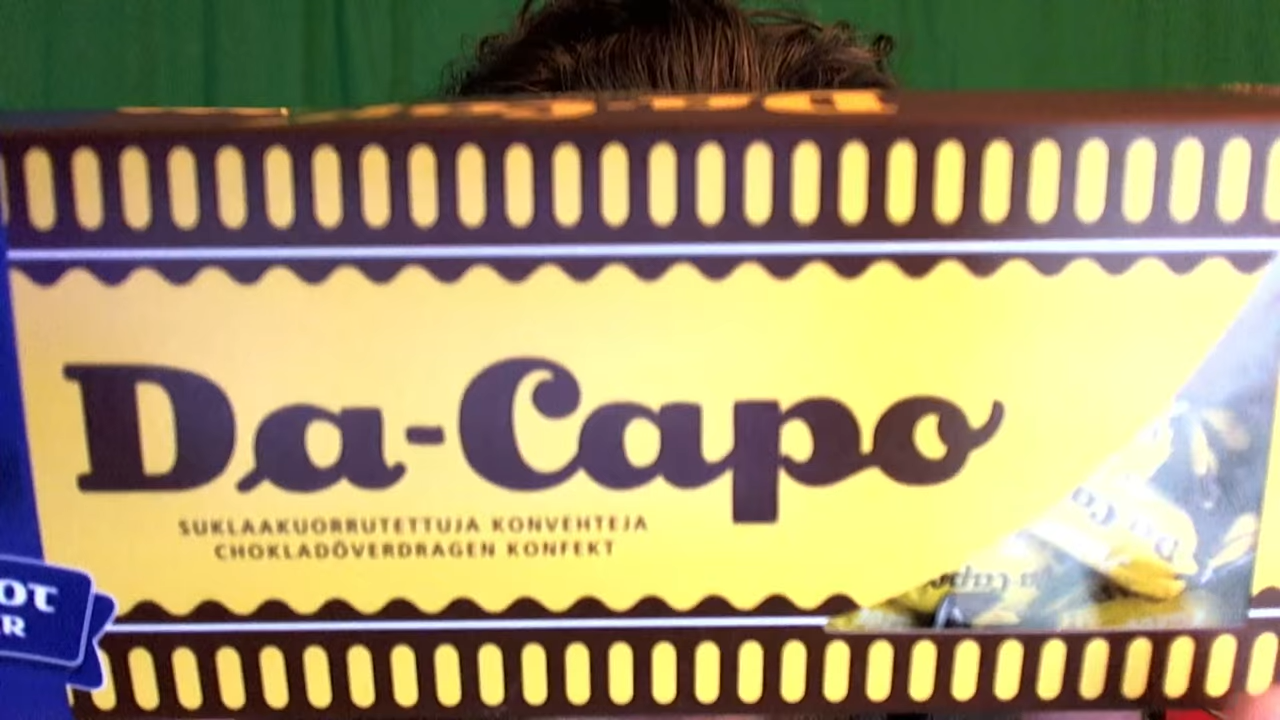 Da-Capo
SUKLAAKUORRUTETTUJA KONVEHTEJA
CHOKLADÖVERDRAGEN KONFEKT